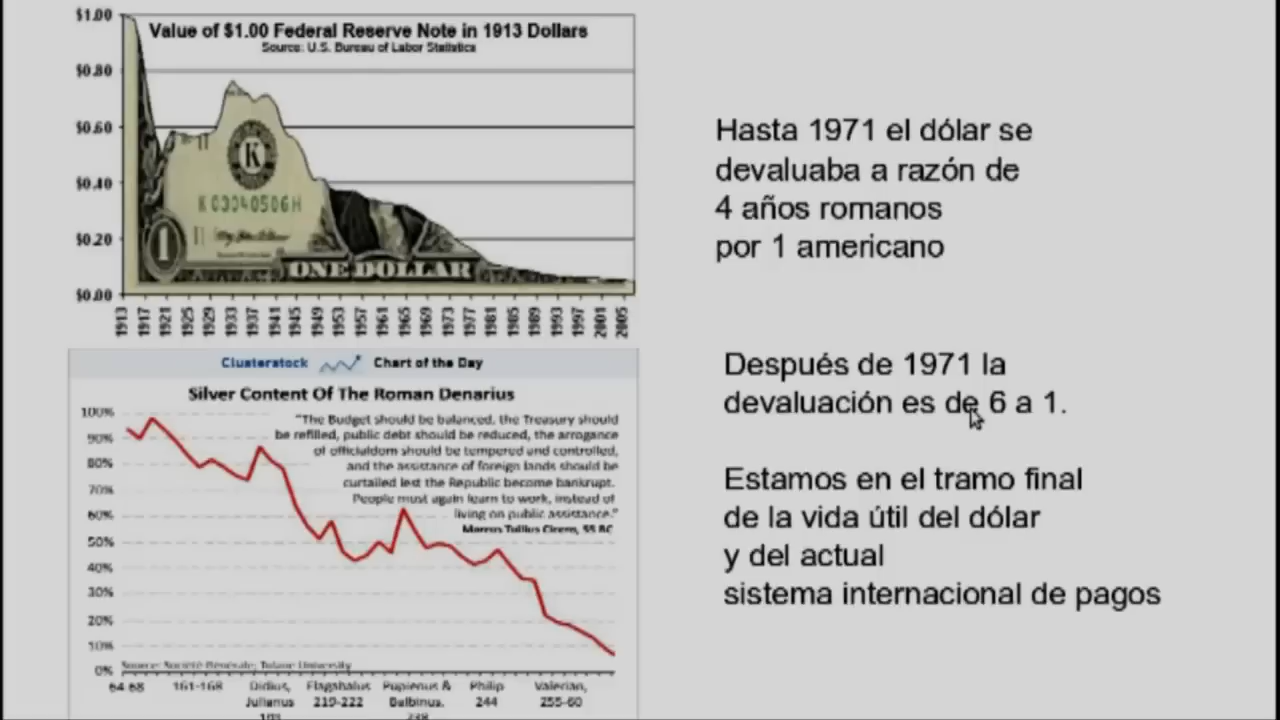 $1.00
Value of $1.00 Federal Reserve Note in 1913 Dollars
Source: U.S. Bureau of Labor Statistics
$0.80
$0.60
$0.40
$0.20
$0.00
K
K 03040506 H
1
ONE DOLLAR
1913 1917 1921 1925 1929 1933 1937 1941 1945 1949 1953 1957 1961 1965 1969 1973 1977 1981 1985 1989 1993 1997 2001 2005
Clusterstock Chart of the Day
Silver Content Of The Roman Denarius
100%
90%
80%
70%
60%
50%
40%
30%
20%
10%
0%
"The Budget should be balanced, the Treasury should
be refilled, public debt should be reduced, the arrogance
of officialdom should be tempered and controlled,
and the assistance of foreign lands should be
curtailed lest the Republic become bankrupt.
People must again learn to work, instead of
living on public assistance."
Marcus Tullius Cicero, 55 BC
Source: Société Générale, Tulane University
64-68 161-168 Didius, Elagabalus Pupienus & Philip Valerian,
Julianus 219-222 Balbinus, 244 255-60
193 238
Hasta 1971 el dólar se
devaluaba a razón de
4 años romanos
por 1 americano
Después de 1971 la
devaluación es de 6 a 1.
Estamos en el tramo final
de la vida útil del dólar
y del actual
sistema internacional de pagos